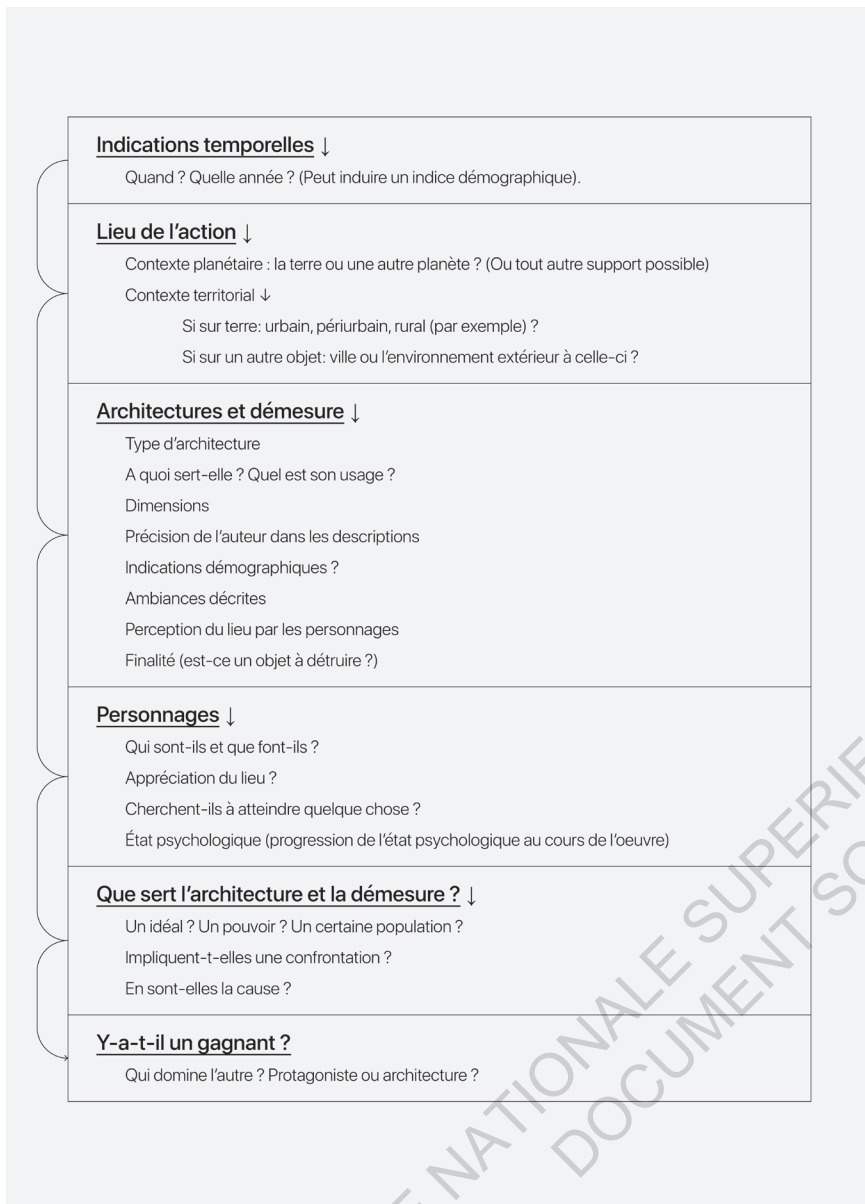 Indications temporelles ↓
Quand ? Quelle année ? (Peut induire un indice démographique).
Lieu de l'action ↓
Contexte planétaire : la terre ou une autre planète ? (Ou tout autre support possible)
Contexte territorial ↓
Si sur terre: urbain, périurbain, rural (par exemple) ?
Si sur un autre objet: ville ou l'environnement extérieur à celle-ci ?
Architectures et démesure ↓
Type d'architecture
A quoi sert-elle ? Quel est son usage ?
Dimensions
Précision de l'auteur dans les descriptions
Indications démographiques ?
Ambiances décrites
Perception du lieu par les personnages
Finalité (est-ce un objet à détruire ?)
Personnages ↓
Qui sont-ils et que font-ils ?
Appréciation du lieu ?
Cherchent-ils à atteindre quelque chose ?
État psychologique (progression de l'état psychologique au cours de l'oeuvre)
Que sert l'architecture et la démesure ? ↓
Un idéal ? Un pouvoir ? Un certaine population ?
Impliquent-t-elles une confrontation ?
En sont-elles la cause ?
Y-a-t-il un gagnant ?
Qui domine l'autre ? Protagoniste ou architecture ?
NATIONALE SUPERIE
DOCUMENT SO